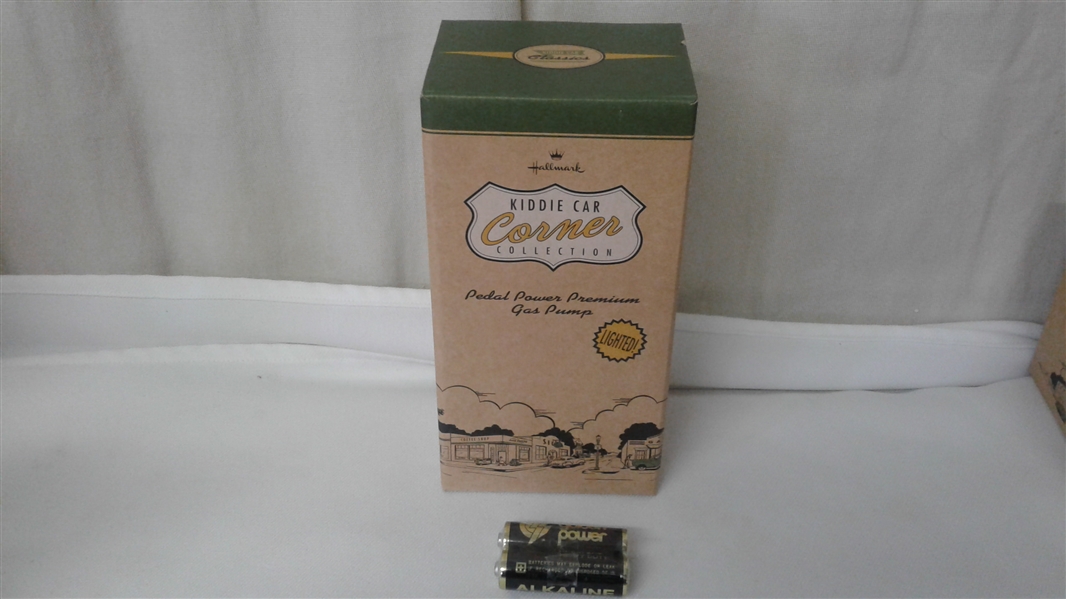 Classics
Hallmark
KIDDIE CAR
Corner
COLLECTION
Pedal Power Premium
Gas Pump
LIGHTED!
power
ALKALINE